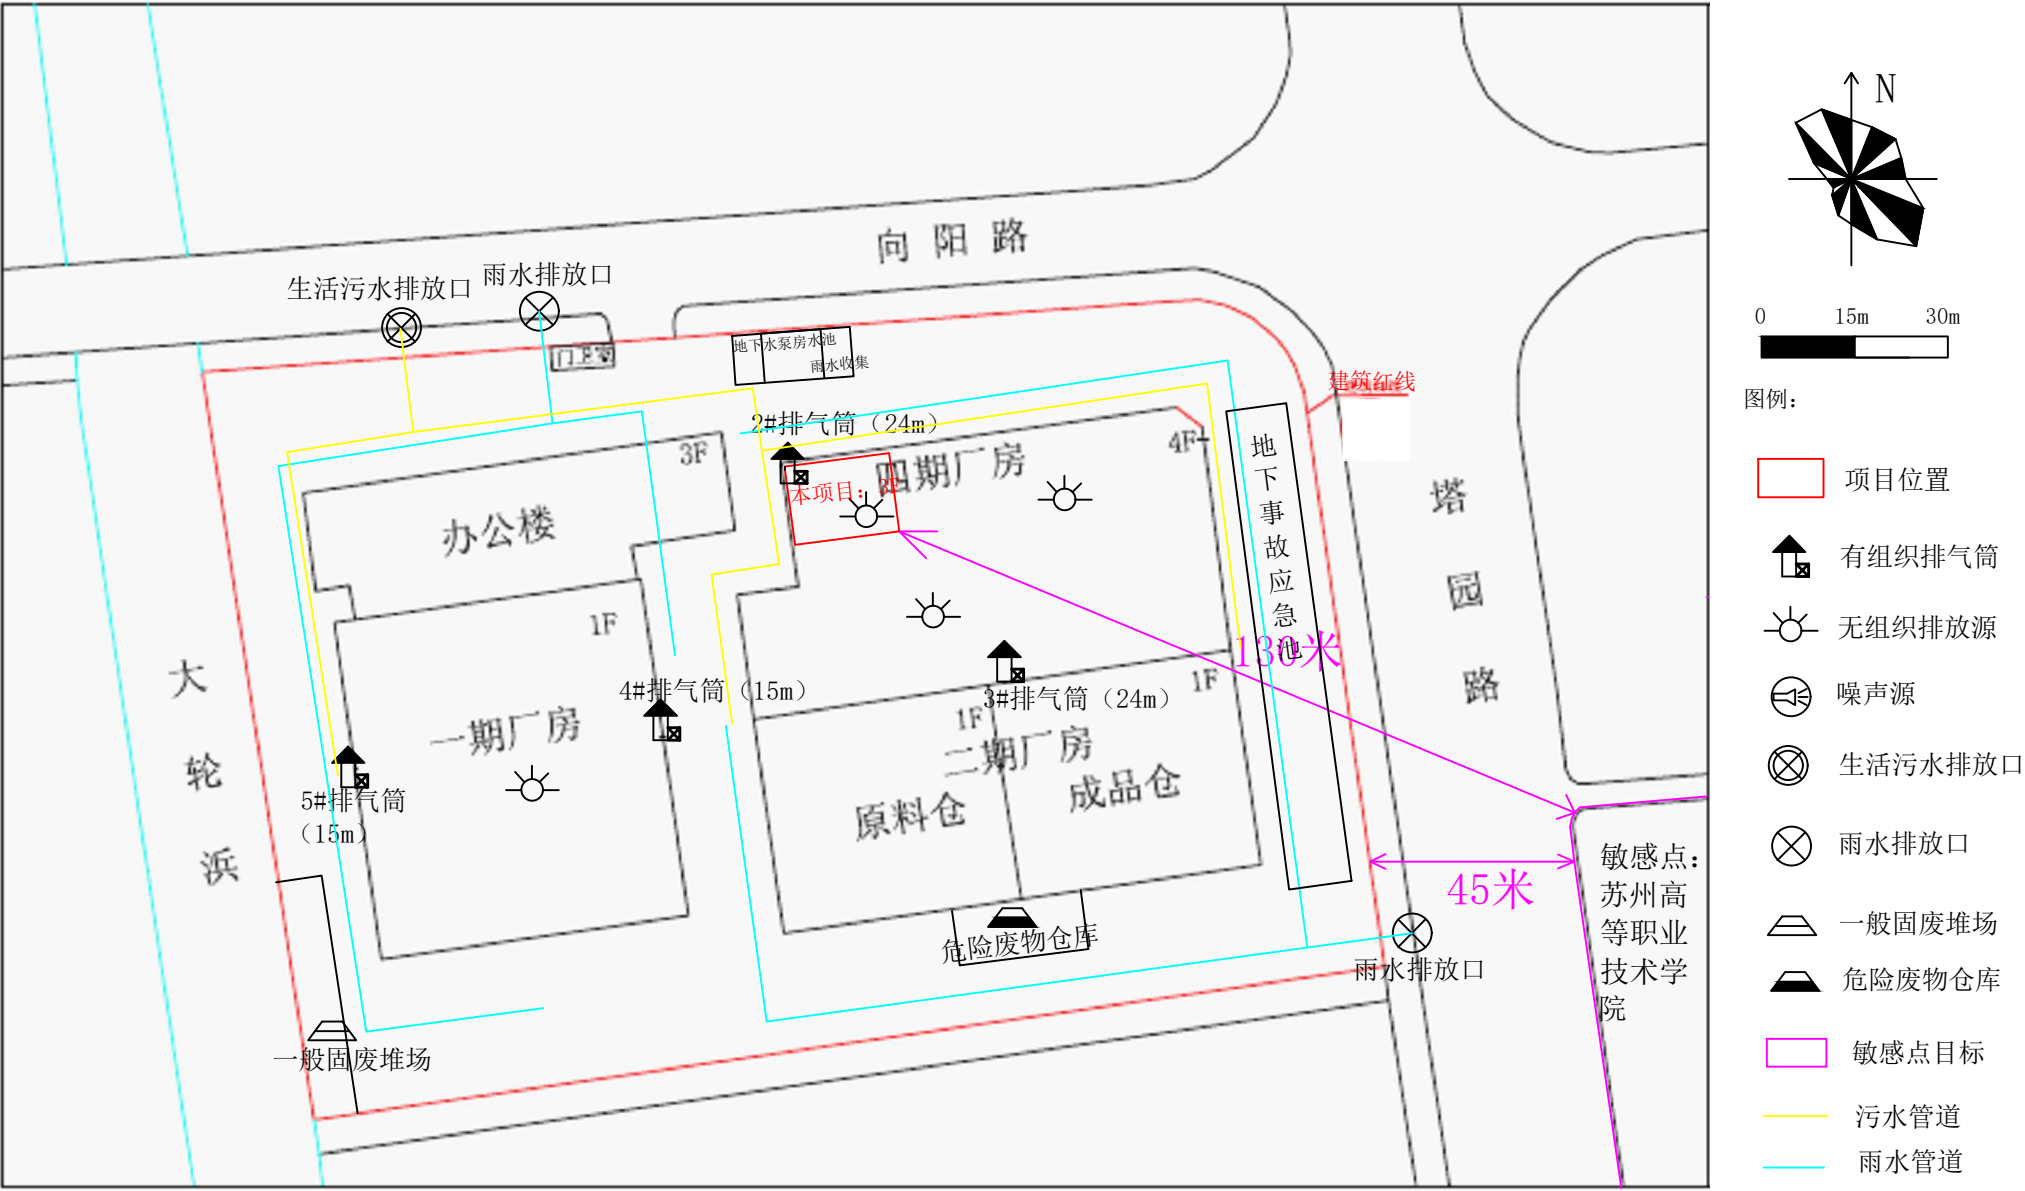 N
0 15m 30m
图例：
项目位置
有组织排气筒
无组织排放源
噪声源
生活污水排放口
雨水排放口
一般固废堆场
危险废物仓库
敏感点目标
污水管道
雨水管道
向阳路
生活污水排放口
雨水排放口
门卫室
地下水泵房水池
雨水收集
建筑红线
2#排气筒（24m）
3F
办公楼
本项目：
四期厂房
4F
地下事故应急池
塔园路
1F
130米
4#排气筒（15m）
3#排气筒（24m）
1F
1F
大轮浜
一期厂房
二期厂房
原料仓
成品仓
5#排气筒
（15m）
45米
敏感点：
苏州高
等职业
技术学
院
危险废物仓库
雨水排放口
一般固废堆场